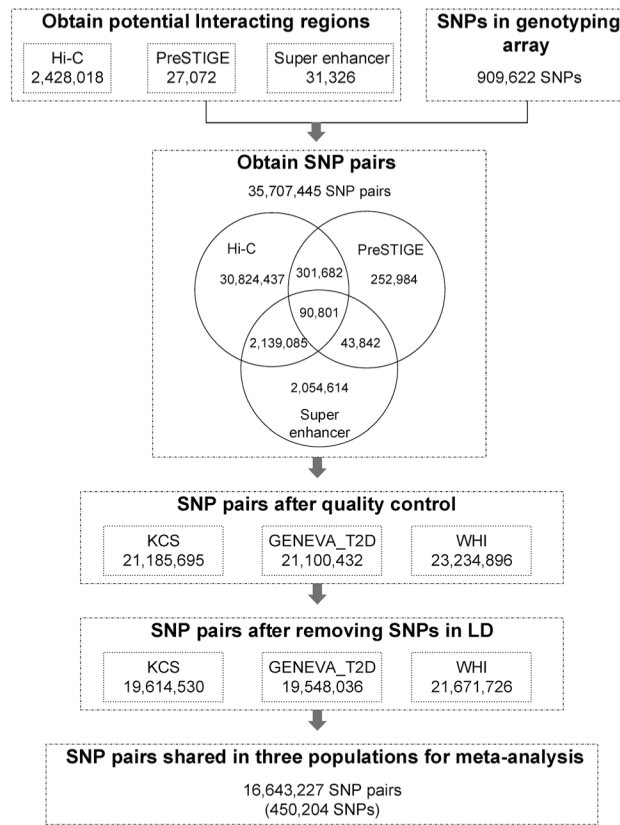 Obtain potential Interacting regions
Hi-C
2,428,018
PreSTIGE
27,072
Super enhancer
31,326
SNPs in genotyping
array
909,622 SNPs
Obtain SNP pairs
35,707,445 SNP pairs
Hi-C
PreSTIGE
30,824,437
301,682
252,984
90,801
2,139,085
43,842
2,054,614
Super
enhancer
SNP pairs after quality control
KCS
21,185,695
GENEVA_T2D
21,100,432
WHI
23,234,896
SNP pairs after removing SNPs in LD
KCS
19,614,530
GENEVA_T2D
19,548,036
WHI
21,671,726
SNP pairs shared in three populations for meta-analysis
16,643,227 SNP pairs
(450,204 SNPs)